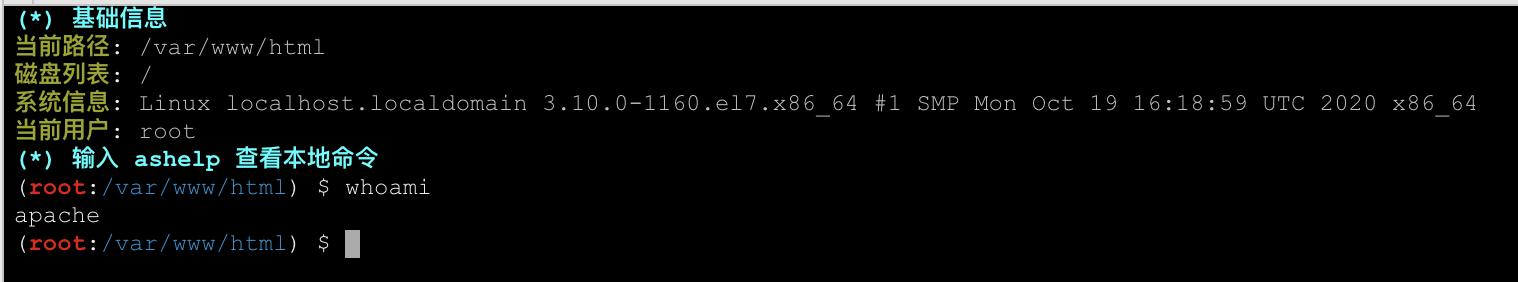 (*) 基础信息
当前路径: /var/www/html
磁盘列表: /
系统信息: Linux localhost.localdomain 3.10.0-1160.el7.x86_64 #1 SMP Mon Oct 19 16:18:59 UTC 2020 x86_64
当前用户: root
(*) 输入 ashelp 查看本地命令
(root:/var/www/html) $ whoami
apache
(root:/var/www/html) $